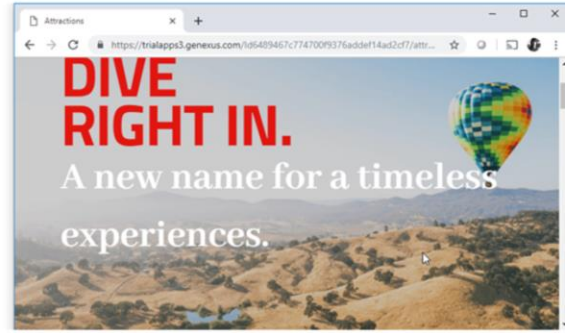 Attractions
https://trialapps3.genexus.com/Id6489467c774700f9376addef14ad2cf7/attr...
DIVE
RIGHT IN.
A new name for a timeless
experiences.